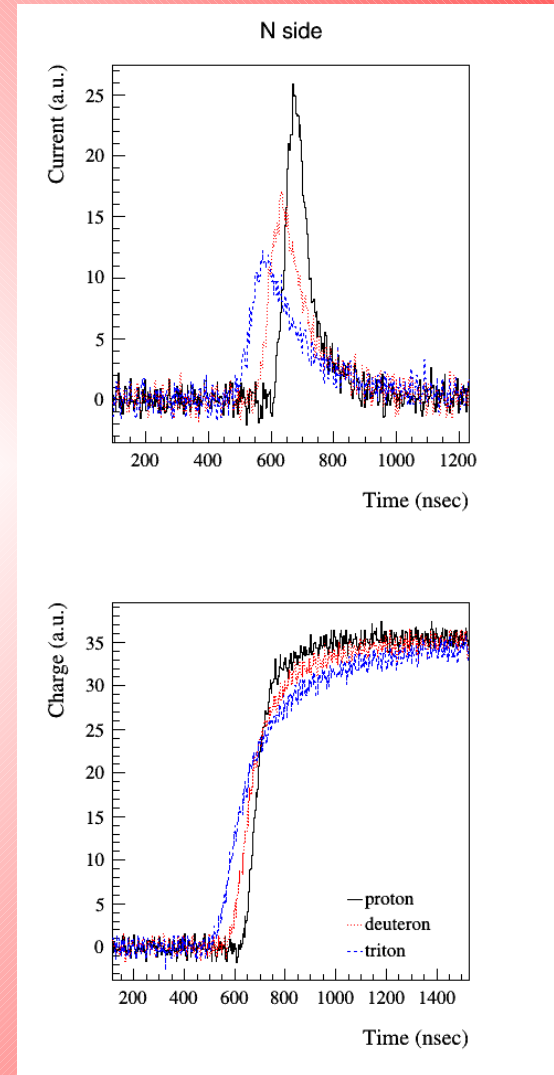 N side
Current (a.u.)
25
20
15
10
5
0
200 400 600 800 1000 1200
Time (nsec)
Charge (a.u.)
35
30
25
20
15
10
5
0
proton
deuteron
triton
200 400 600 800 1000 1200 1400
Time (nsec)